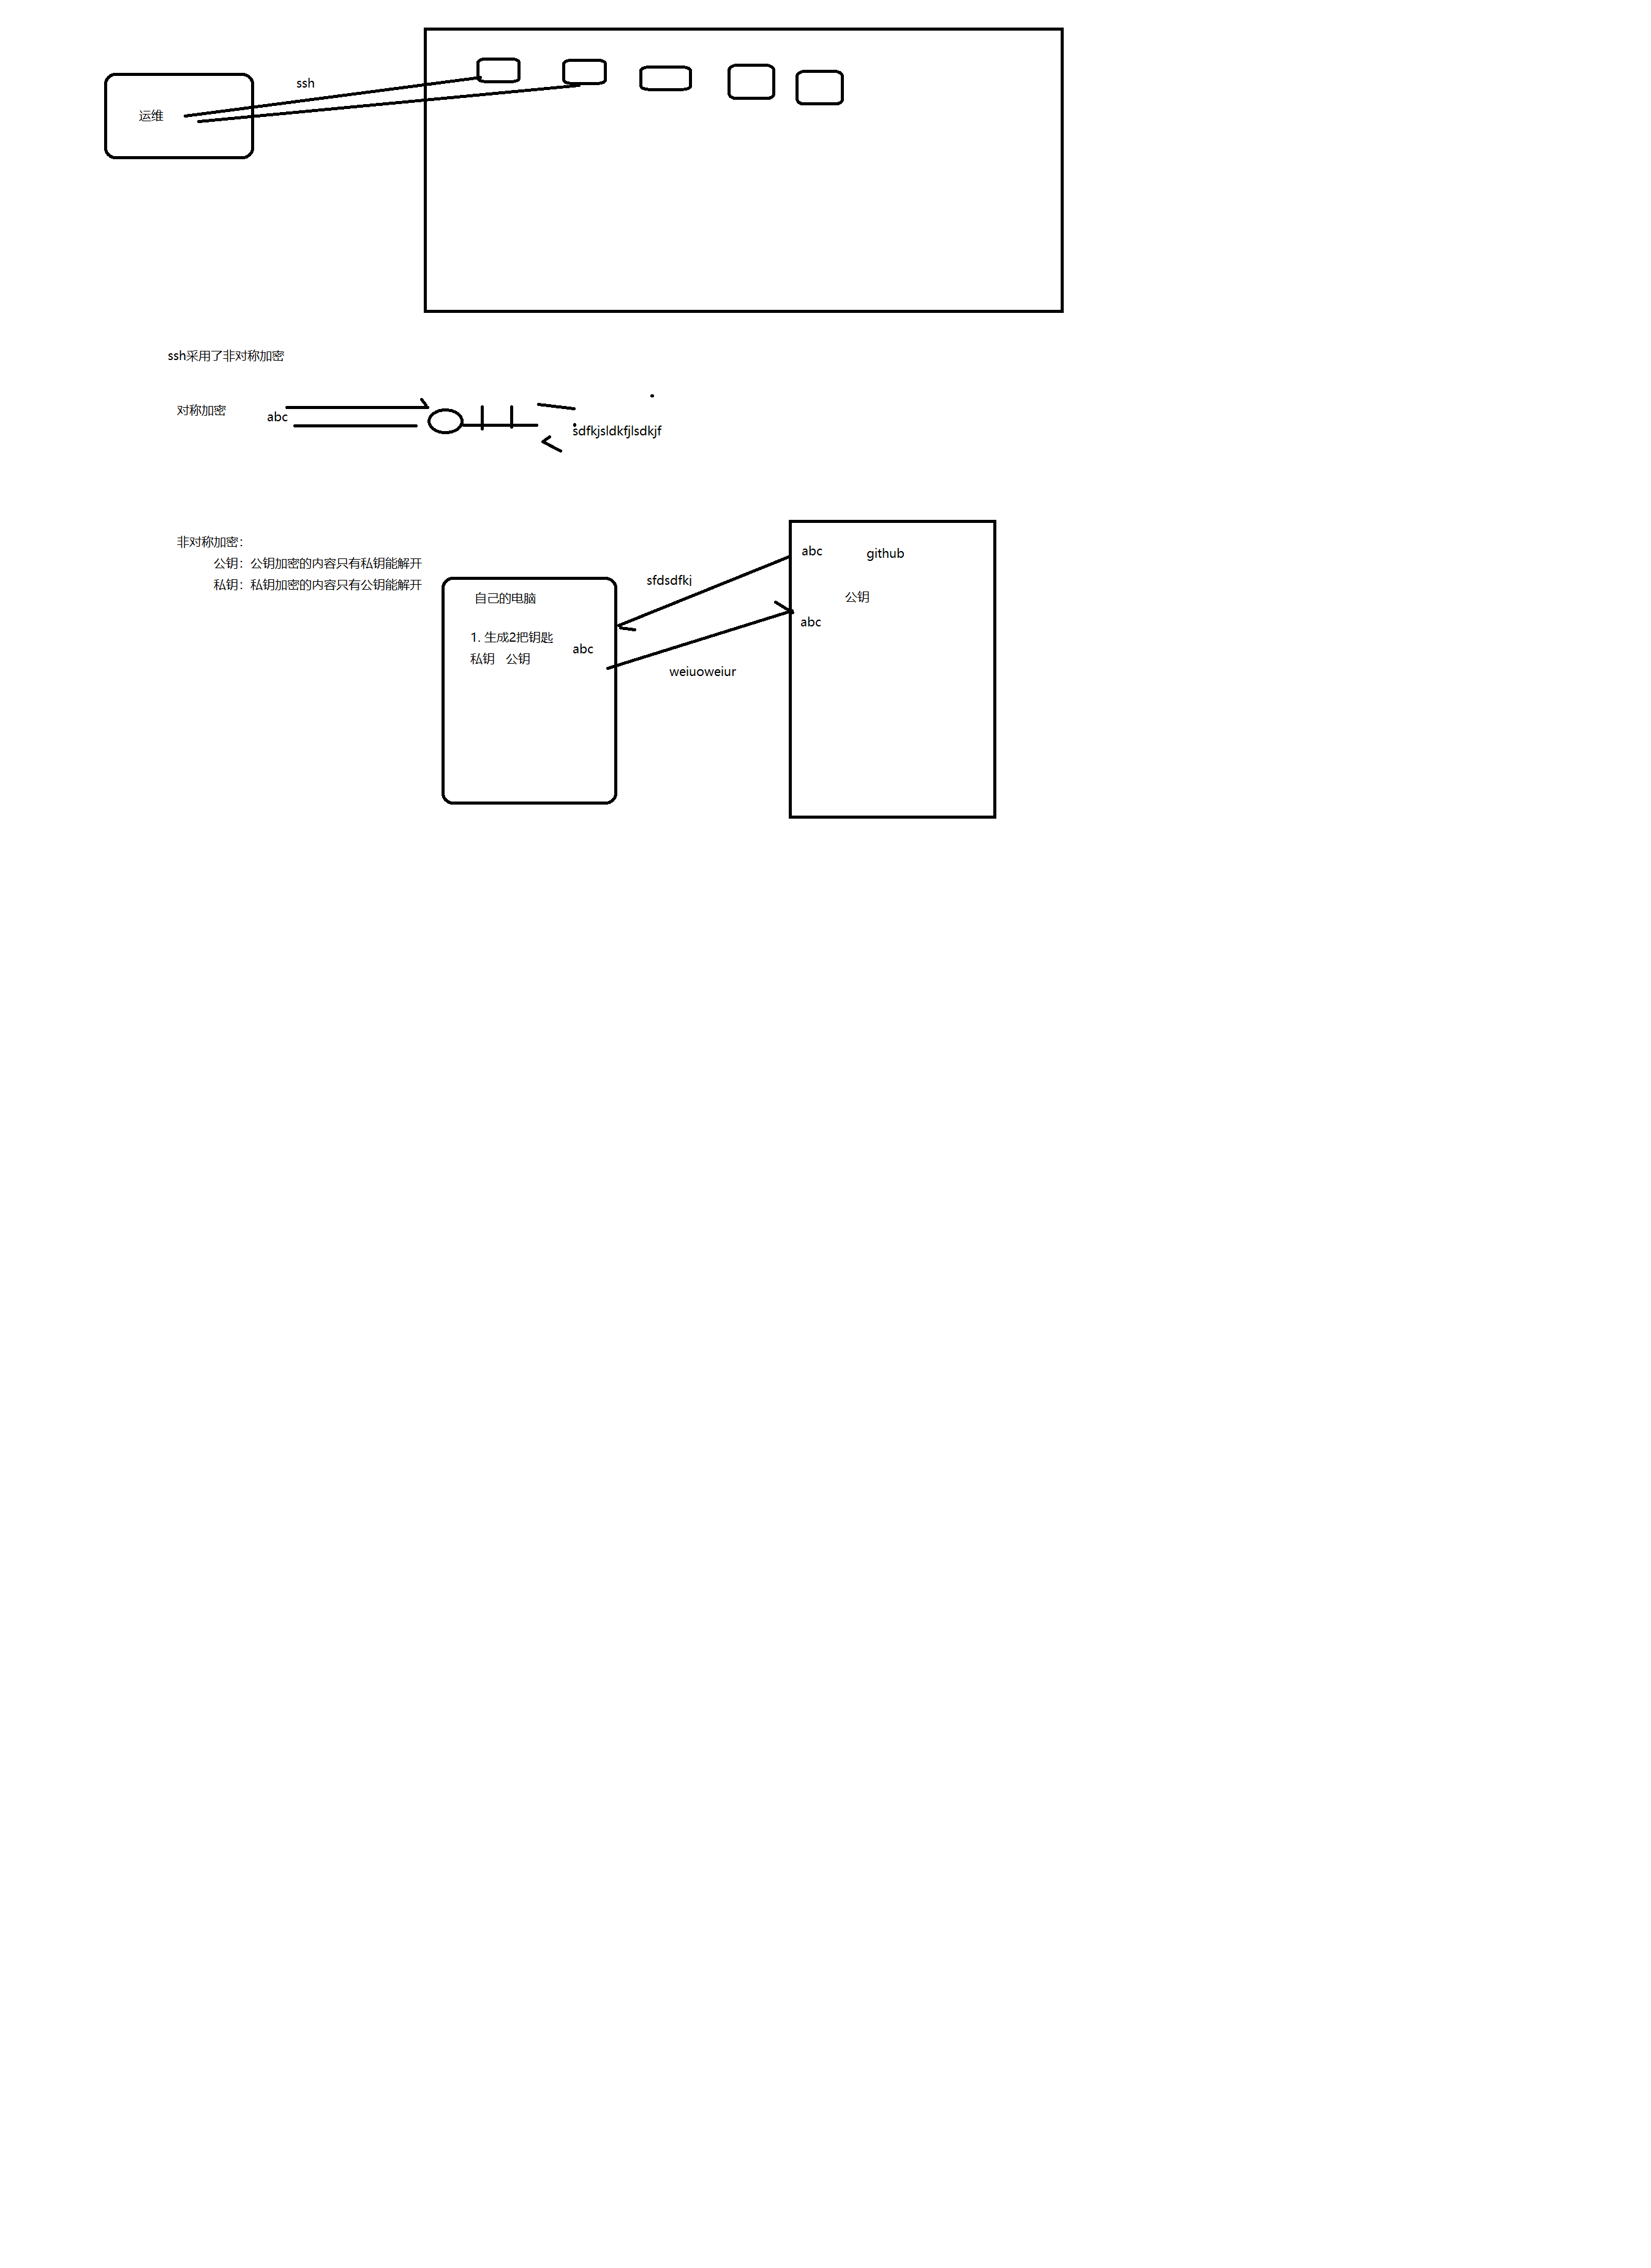 ssh
运维
ssh采用了非对称加密
对称加密
abc
sdfkjsldkfjlsdkjf
非对称加密：
公钥：公钥加密的内容只有私钥能解开
私钥：私钥加密的内容只有公钥能解开
自己的电脑
1. 生成2把钥匙
私钥 公钥
abc
sfdsdfkj
weiuoweiur
abc
github
公钥
abc